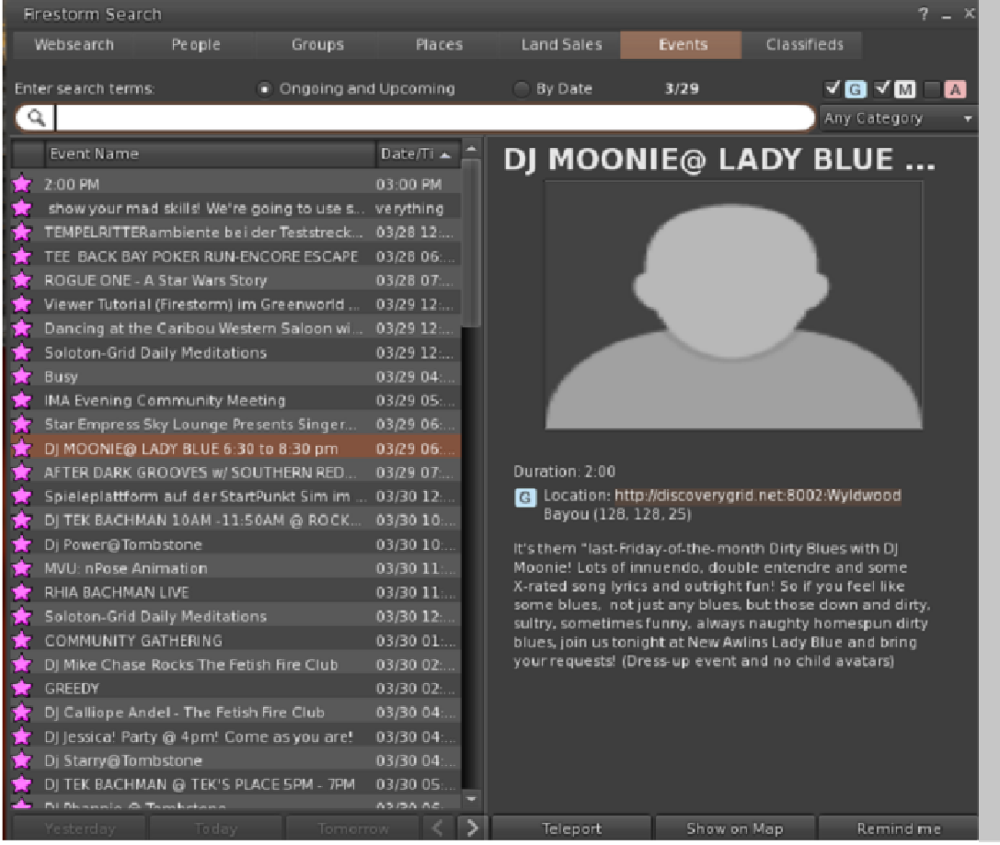 Firestorm Search
? _ X
Websearch People Groups Places Land Sales Events Classifieds
Enter search terms: Ongoing and Upcoming By Date 3/29 G M A
Any Category
Event Name Date/Ti
2:00 PM 03:00 PM
show your mad skills! We're going to use s... verything
TEMPELRITTERambiente bei der Teststreck... 03/28 12:...
TEE BACK BAY POKER RUN-ENCORE ESCAPE 03/28 06:...
ROGUE ONE - A Star Wars Story 03/28 07:...
Viewer Tutorial (Firestorm) im Greenworld ... 03/29 12:...
Dancing at the Caribou Western Saloon wi... 03/29 12:...
Soloton-Grid Daily Meditations 03/29 12:...
Busy 03/29 04:...
IMA Evening Community Meeting 03/29 05:...
Star Empress Sky Lounge Presents Singer... 03/29 06:...
DJ MOONIE@ LADY BLUE 6:30 to 8:30 pm 03/29 06:...
AFTER DARK GROOVES w/ SOUTHERN RED... 03/29 07:...
Spieleplattform auf der StartPunkt Sim im ... 03/30 12:...
DJ TEK BACHMAN 10AM -11:50AM @ ROCK... 03/30 10:...
Dj Power@Tombstone 03/30 10:...
MVU: nPose Animation 03/30 11:...
RHIA BACHMAN LIVE 03/30 11:...
Soloton-Grid Daily Meditations 03/30 12:...
COMMUNITY GATHERING 03/30 01:...
DJ Mike Chase Rocks The Fetish Fire Club 03/30 02:...
GREEDY 03/30 02:...
DJ Calliope Andel - The Fetish Fire Club 03/30 04:...
DJ Jessica! Party @ 4pm! Come as you are! 03/30 04:...
Dj Starry@Tombstone 03/30 04:...
DJ TEK BACHMAN @ TEK'S PLACE 5PM - 7PM 03/30 05:...
Yesterday Today Tomorrow < >
DJ MOONIE@ LADY BLUE ...
Duration: 2:00
G Location: http://discoverygrid.net:8002:Wyldwood
Bayou (128, 128, 25)
It's them "last-Friday-of-the-month Dirty Blues with DJ
Moonie! Lots of innuendo, double entendre and some
X-rated song lyrics and outright fun! So if you feel like
some blues, not just any blues, but those down and dirty,
sultry, sometimes funny, always naughty homespun dirty
blues, join us tonight at New Awlins Lady Blue and bring
your requests! (Dress-up event and no child avatars)
Teleport Show on Map Remind me